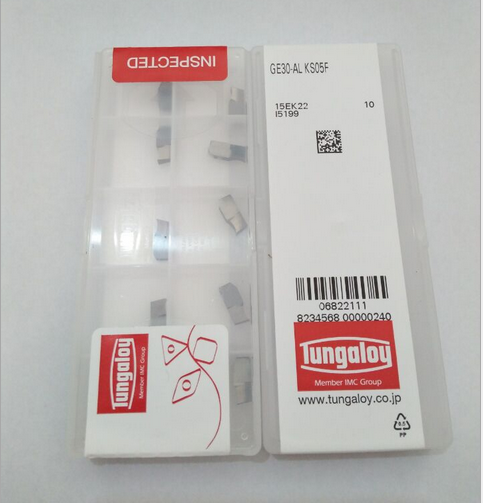 INSPECTED
Tungaloy
Member IMC Group
GE30-AL KS05F
15EK22 10
I5199
06822111
8234568 00000240
Tungaloy
Member IMC Group
www.tungaloy.co.jp
PP